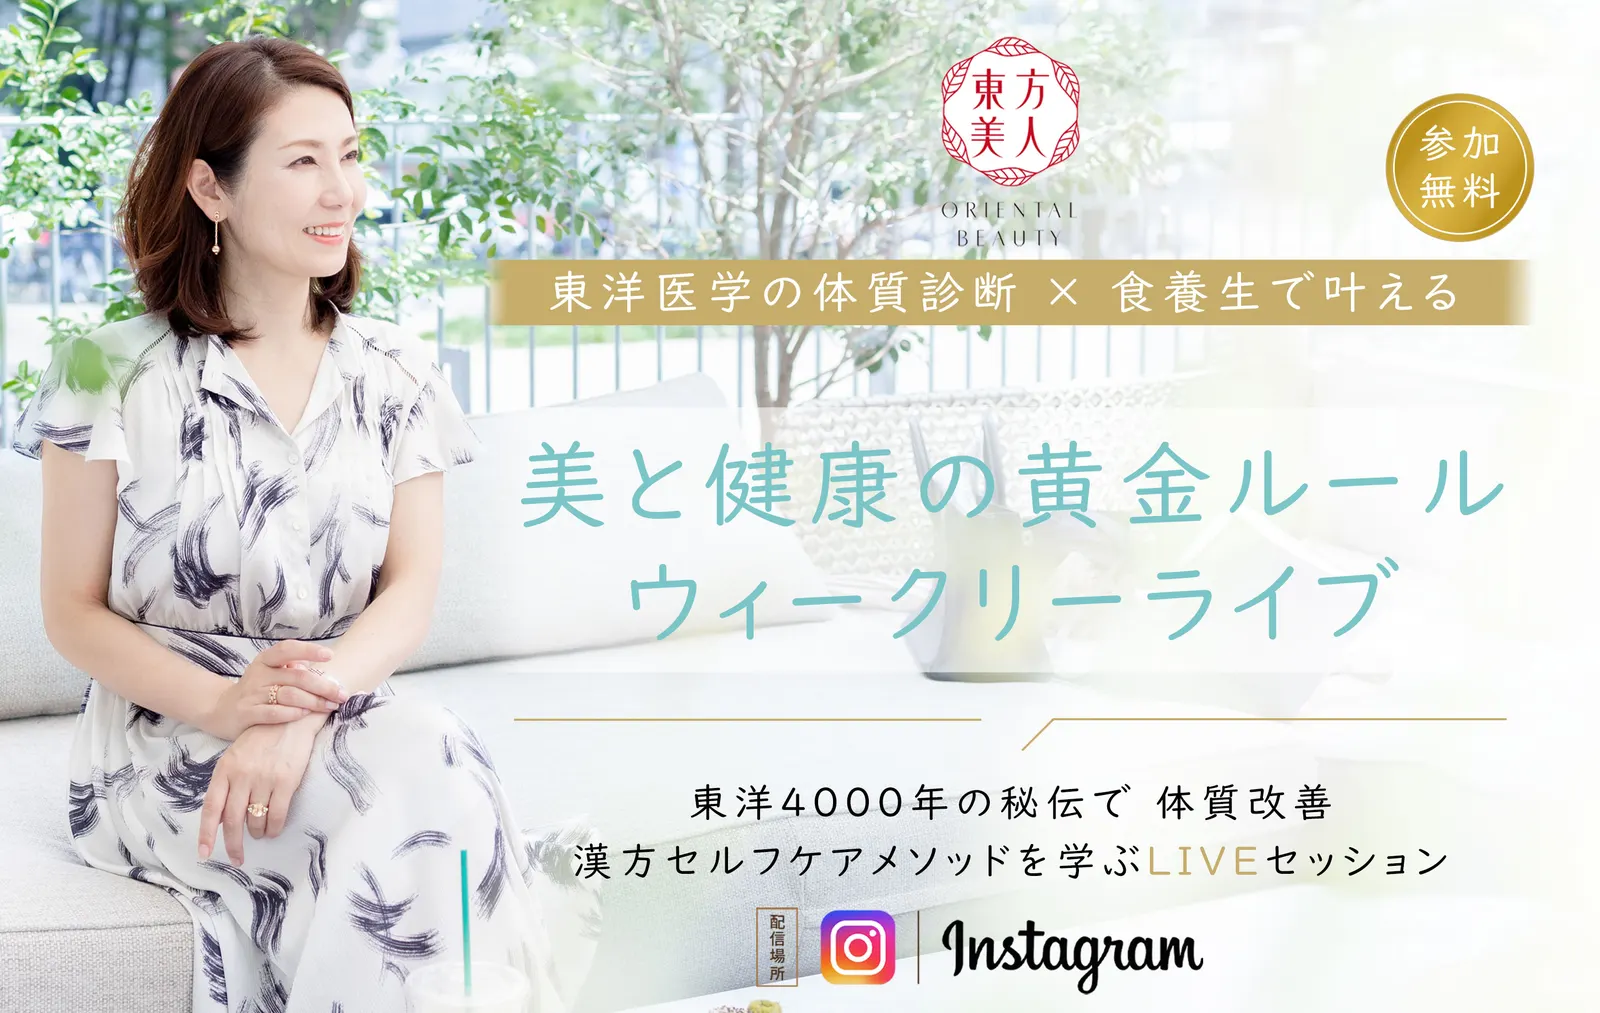 東方
美人
ORIENTAL
BEAUTY
参加
無料
東洋医学の体質診断 × 食養生で叶える
美と健康の黄金ルール
ウィークリーライブ
東洋4000年の秘伝で 体質改善
漢方セルフケアメソッドを学ぶLIVEセッション
配信場所
Instagram